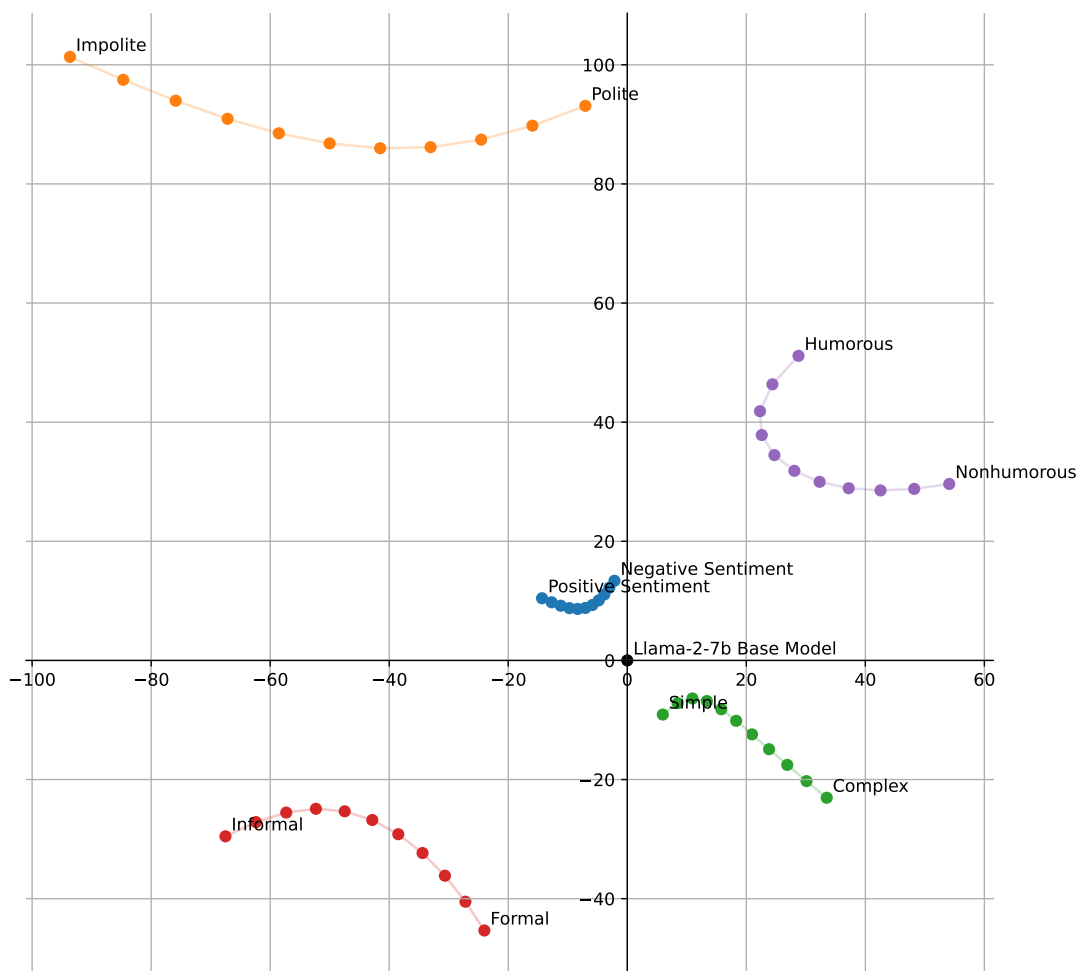 Impolite
100
Polite
80
60
Humorous
40
Nonhumorous
20
Negative Sentiment
Positive Sentiment
Llama-2-7b Base Model
0
−100
−80
−60
−40
−20
0
20
40
60
Simple
−20
Complex
Informal
−40
Formal